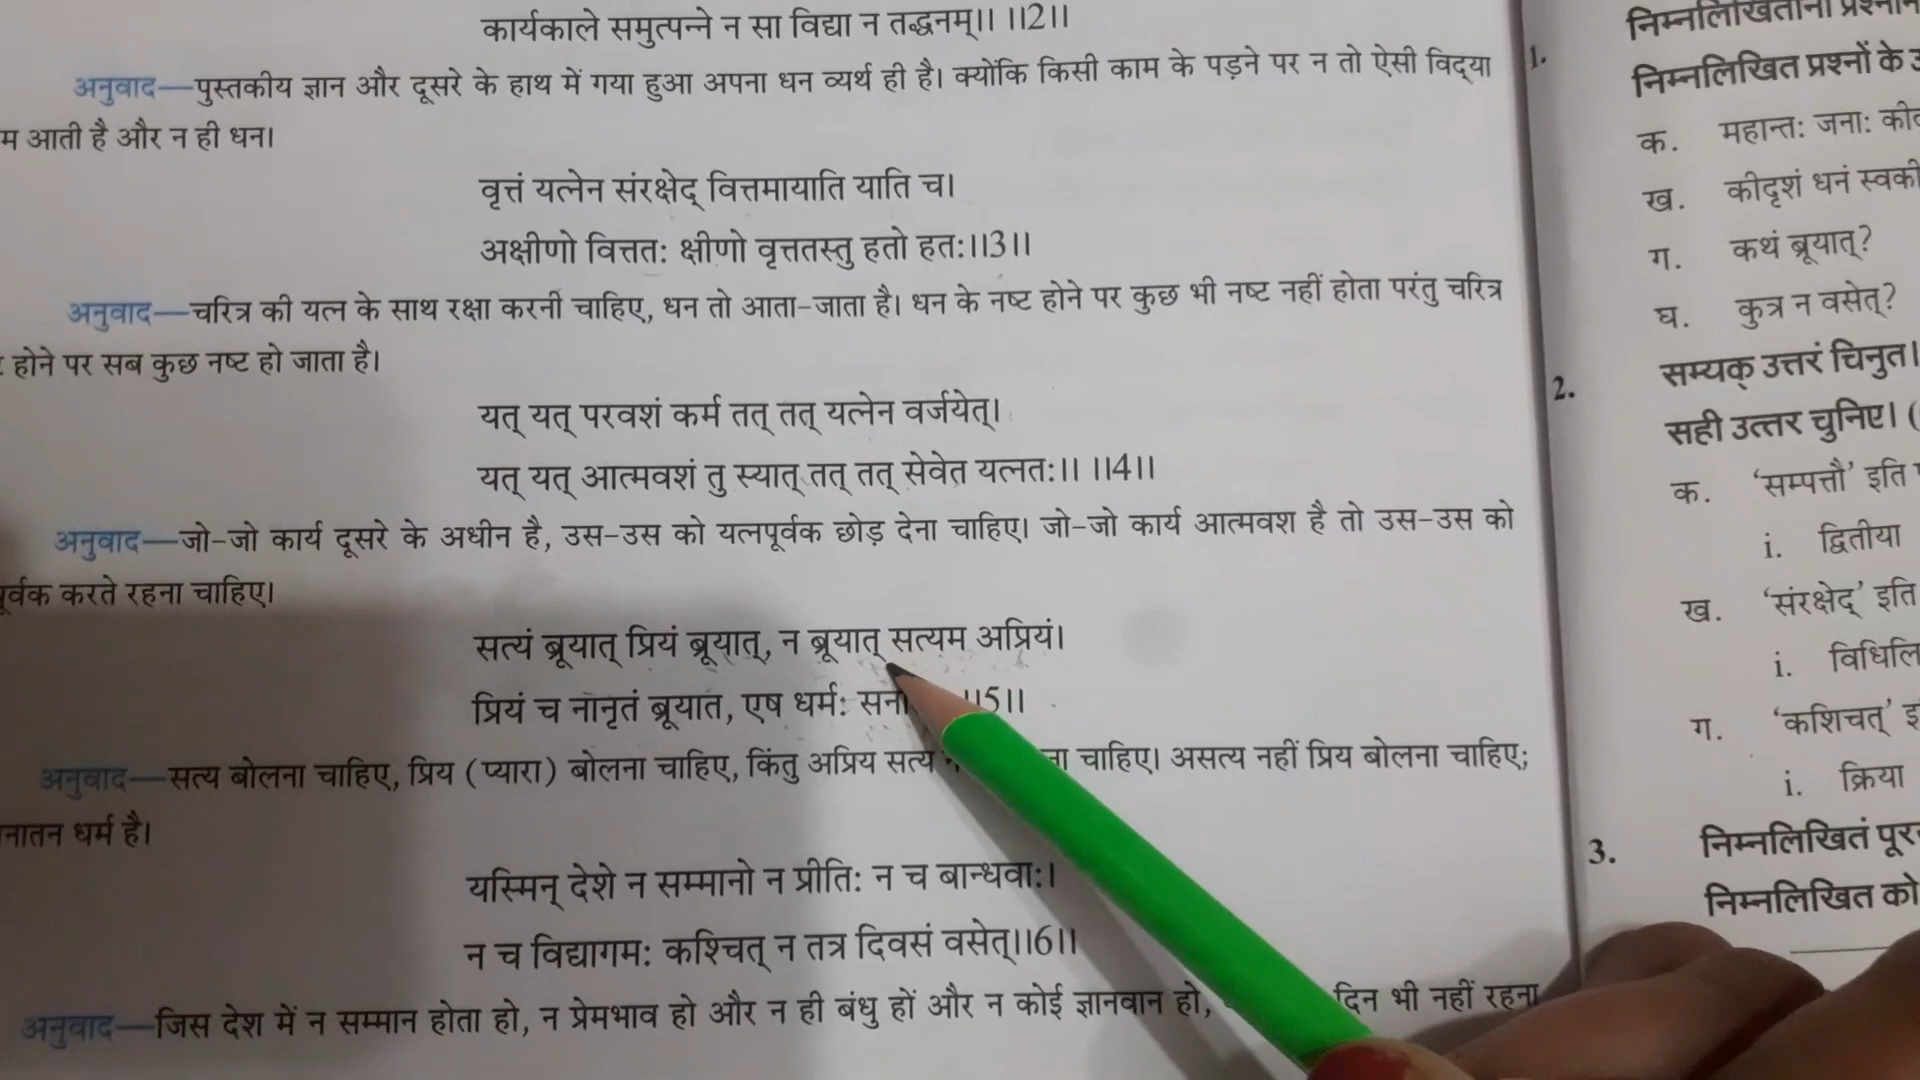 कार्यकाले समुत्पन्ने न सा विद्या न तद्धनम्।। ।।2।।
अनुवाद—पुस्तकीय ज्ञान और दूसरे के हाथ में गया हुआ अपना धन व्यर्थ ही है। क्योंकि किसी काम के पड़ने पर न तो ऐसी विद्या
म आती है और न ही धन।
वृत्तं यत्नेन संरक्षेद् वित्तमायाति याति च।
अक्षीणो वित्ततः क्षीणो वृत्ततस्तु हतो हतः।।3।।
अनुवाद—चरित्र की यत्न के साथ रक्षा करनी चाहिए, धन तो आता-जाता है। धन के नष्ट होने पर कुछ भी नष्ट नहीं होता परंतु चरित्र
होने पर सब कुछ नष्ट हो जाता है।
यत् यत् परवशं कर्म तत् तत् यत्नेन वर्जयेत्।
यत् यत् आत्मवशं तु स्यात् तत् तत् सेवेत यत्नतः।। ।।4।।
अनुवाद—जो-जो कार्य दूसरे के अधीन है, उस-उस को यत्नपूर्वक छोड़ देना चाहिए। जो-जो कार्य आत्मवश है तो उस-उस को
पूर्वक करते रहना चाहिए।
सत्यं ब्रूयात् प्रियं ब्रूयात्, न ब्रूयात् सत्यम अप्रियं।
प्रियं च नानृतं ब्रूयात, एष धर्मः ।।5।।
अनुवाद—सत्य बोलना चाहिए, प्रिय (प्यारा) बोलना चाहिए, किंतु अप्रिय सत्य चाहिए। असत्य नहीं प्रिय बोलना चाहिए;
नातन धर्म है।
यस्मिन् देशे न सम्मानो न प्रीतिः न च बान्धवाः।
न च विद्यागमः कश्चित् न तत्र दिवसं वसेत्।।6।।
अनुवाद—जिस देश में न सम्मान होता हो, न प्रेमभाव हो और न ही बंधु हों और न कोई ज्ञानवान हो, दिन भी नहीं रहना
1. निम्नलिखितानां
निम्नलिखित प्रश्नों के
क. महान्तः जनाः
ख. कीदृशं धनं
ग. कथं ब्रूयात्?
घ. कुत्र न वसेत्?
2. सम्यक् उत्तरं चिनुत।
सही उत्तर चुनिए। (
क. 'सम्पत्तौ' इति
i. द्वितीया
ख. 'संरक्षेद्' इति
i.
ग. 'कशिचत्'
i. क्रिया
3. निम्नलिखितं
निम्नलिखित को